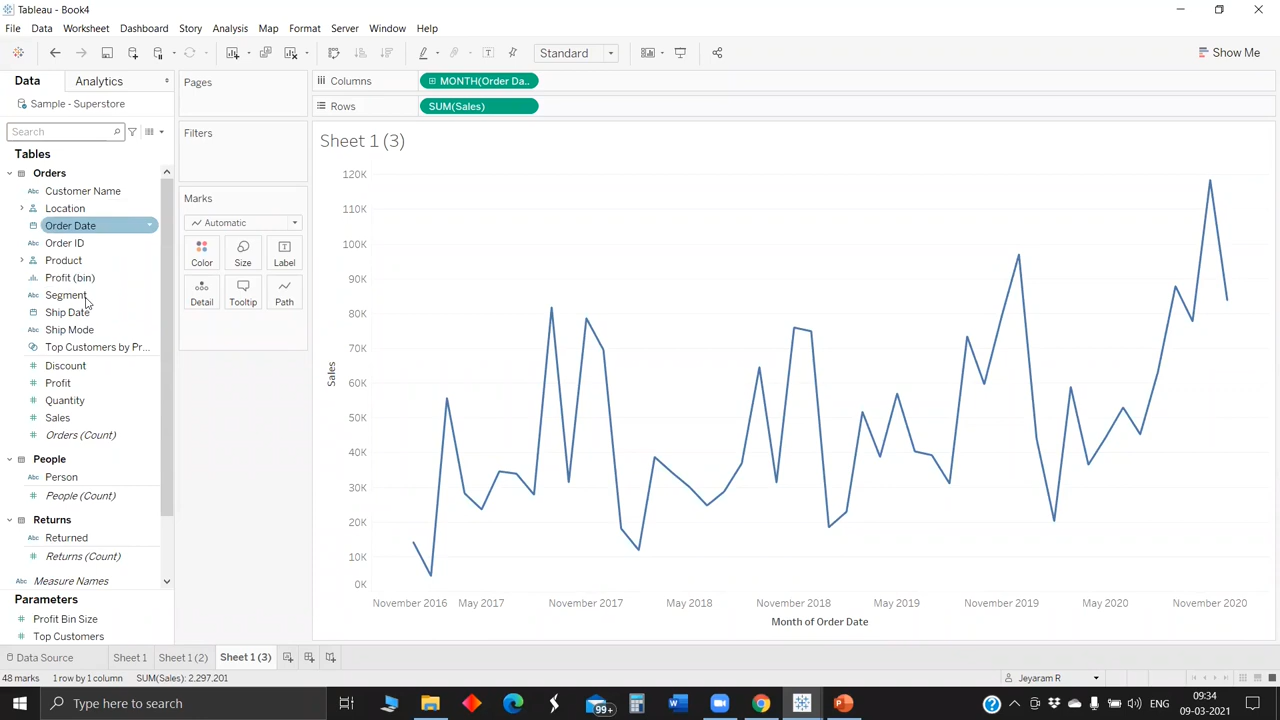 Tableau - Book4
File Data Worksheet Dashboard Story Analysis Map Format Server Window Help
Standard
Show Me
Data Analytics
Pages
Columns
MONTH(Order Da..
Rows
SUM(Sales)
Sample - Superstore
Search
Tables
Orders
Abc Customer Name
Location
Order Date
Abc Order ID
Product
Profit (bin)
Abc Segment
Ship Date
Abc Ship Mode
Top Customers by Pr...
# Discount
# Profit
# Quantity
# Sales
# Orders (Count)
People
Abc Person
# People (Count)
Returns
Abc Returned
# Returns (Count)
Abc Measure Names
Parameters
# Profit Bin Size
# Top Customers
Filters
Marks
Automatic
Color Size Label
Detail Tooltip Path
Sheet 1 (3)
120K
110K
100K
90K
80K
70K
60K
50K
40K
30K
20K
10K
0K
Sales
November 2016 May 2017 November 2017 May 2018 November 2018 May 2019 November 2019 May 2020 November 2020
Month of Order Date
Data Source Sheet 1 Sheet 1 (2) Sheet 1 (3)
48 marks 1 row by 1 column SUM(Sales): 2,297,201
Jeyaram R
Type here to search
99+
ENG
09:34
09-03-2021